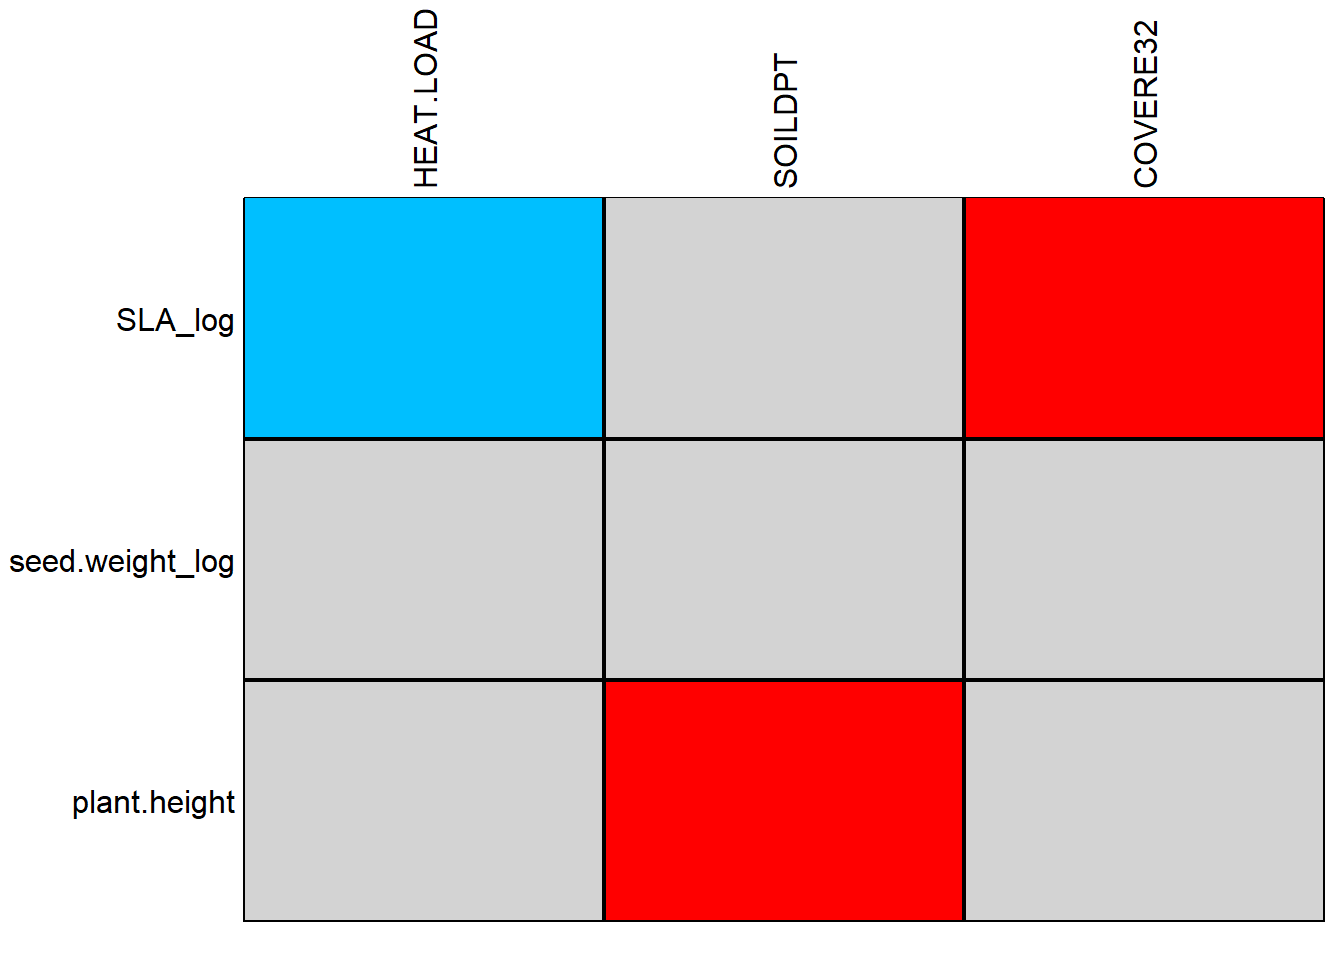 HEAT.LOAD
SOILDPT
COVERE32
SLA_log
seed.weight_log
plant.height